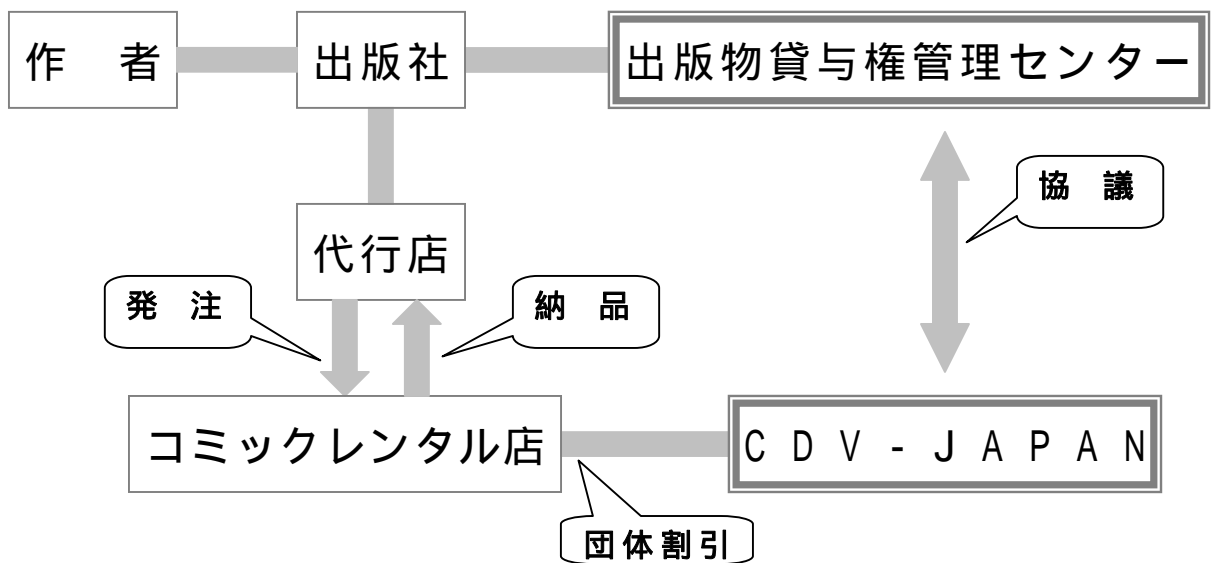 作　者
出版社
出版物貸与権管理センター
協　議
代行店
発　注
納　品
コミックレンタル店
ＣＤＶ-ＪＡＰＡＮ
団体割引